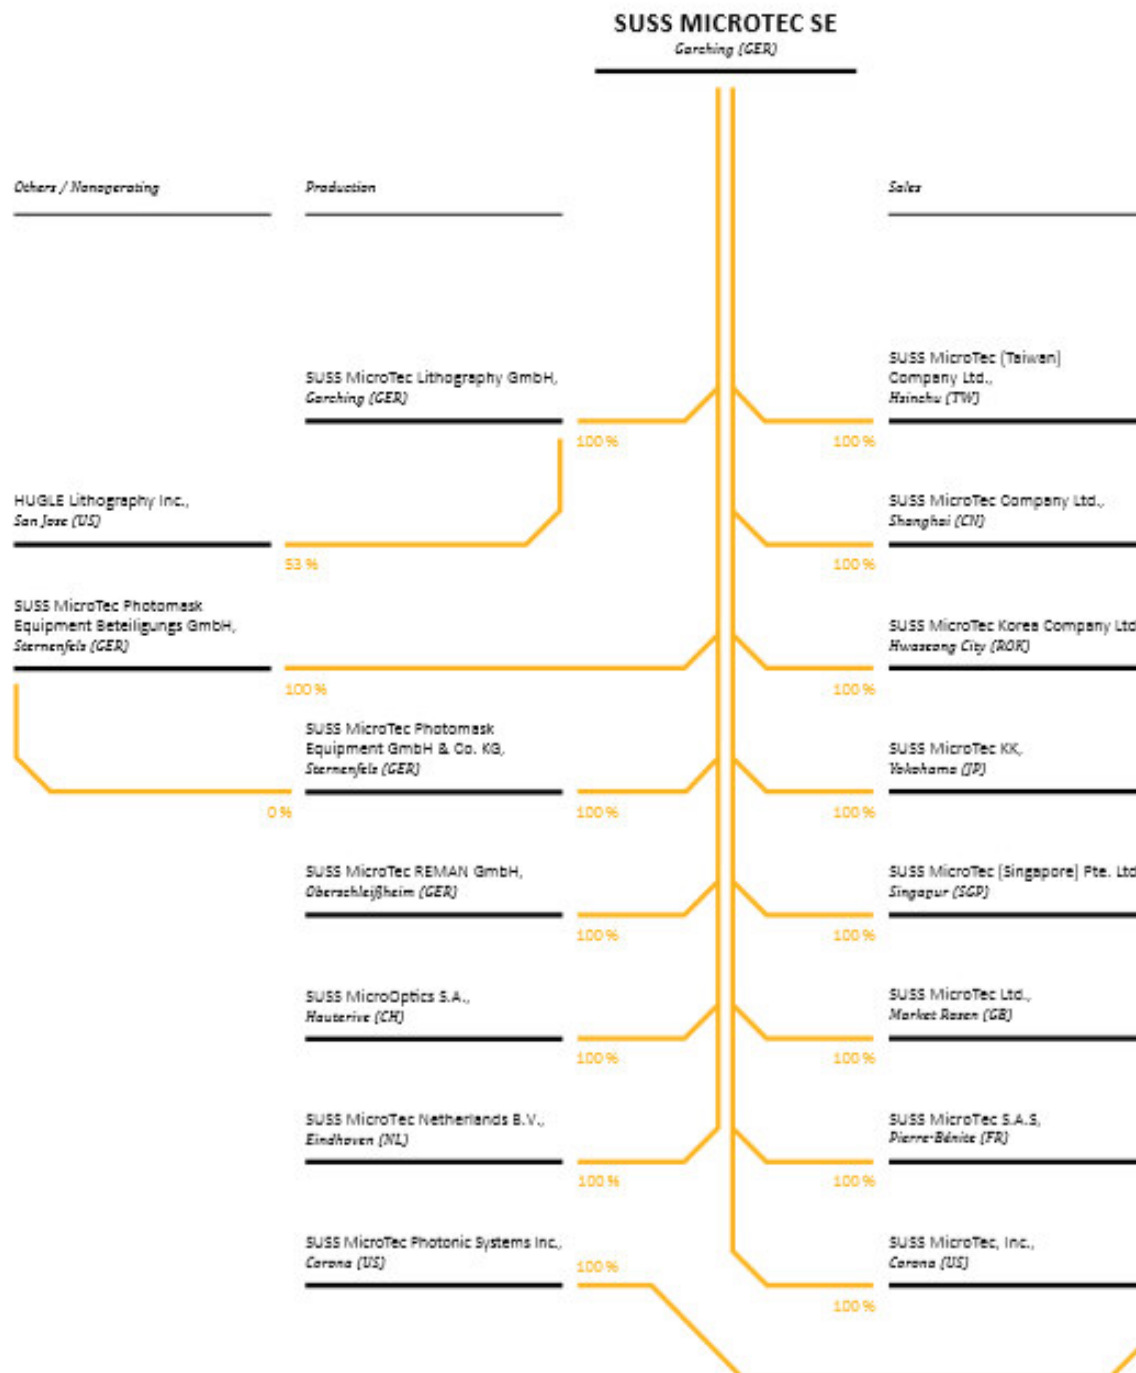 SUSS MICROTEC SE
Garching (GER)
Others / Nonoperating
Production
Sales
SUSS MicroTec Lithography GmbH,
Garching (GER)
100 %
SUSS MicroTec (Taiwan)
Company Ltd.,
Hsinchu (TW)
100 %
HUGLE Lithography Inc.,
San Jose (US)
53 %
SUSS MicroTec Company Ltd.,
Shanghai (CN)
100 %
SUSS MicroTec Photomask
Equipment Beteiligungs GmbH,
Sternenfels (GER)
100 %
SUSS MicroTec Korea Company Ltd
Hwaseong City (ROK)
100 %
SUSS MicroTec Photomask
Equipment GmbH & Co. KG,
Sternenfels (GER)
0 %
100 %
SUSS MicroTec KK,
Yokohama (JP)
100 %
SUSS MicroTec REMAN GmbH,
Oberschleißheim (GER)
100 %
SUSS MicroTec (Singapore) Pte. Ltd
Singapur (SGP)
100 %
SUSS MicroOptics S.A.,
Hauterive (CH)
100 %
SUSS MicroTec Ltd.,
Market Rasen (GB)
100 %
SUSS MicroTec Netherlands B.V.,
Eindhoven (NL)
100 %
SUSS MicroTec S.A.S,
Pierre-Bénite (FR)
100 %
SUSS MicroTec Photonic Systems Inc.,
Corona (US)
100 %
SUSS MicroTec, Inc.,
Corona (US)
100 %